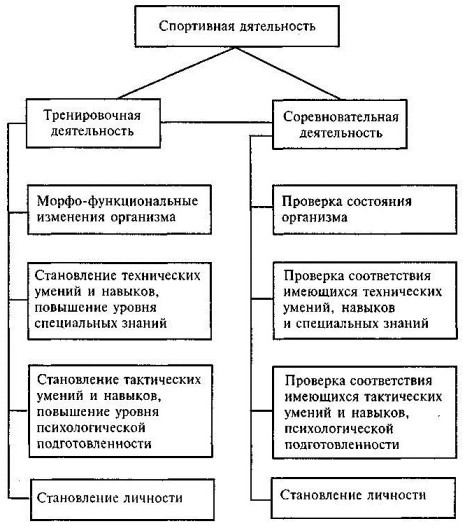 Спортивная дятельность
Тренировочная
деятельность
Соревновательная
деятельность
Морфо-функциональные
изменения организма
Проверка состояния
организма
Становление технических
умений и навыков,
повышение уровня
специальных знаний
Проверка соответствия
имеющихся технических
умений, навыков
и специальных знаний
Становление тактических
умений и навыков,
повышение уровня
психологической
подготовленности
Проверка соответствия
имеющихся тактических
умений и навыков,
психологической
подготовленности
Становление личности
Становление личности